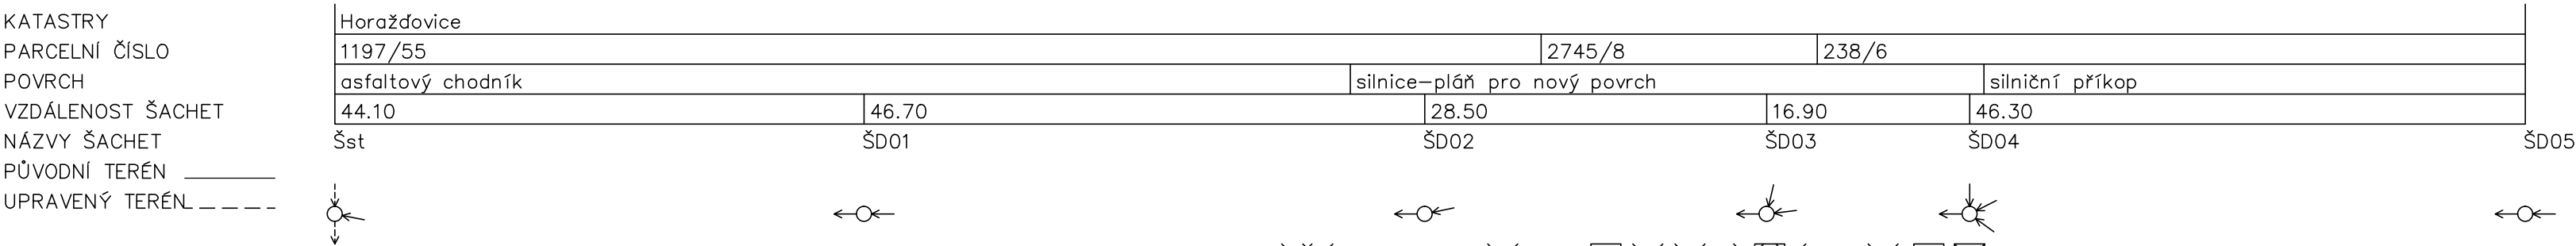 KATASTRY Horažďovice
PARCELNÍ ČÍSLO 1197/55 2745/8 238/6
POVRCH asfaltový chodník silnice-pláň pro nový povrch silniční příkop
VZDÁLENOST ŠACHET 44.10 46.70 28.50 16.90 46.30
NÁZVY ŠACHET Šst ŠD01 ŠD02 ŠD03 ŠD04 ŠD05
PŮVODNÍ TERÉN
UPRAVENÝ TERÉN